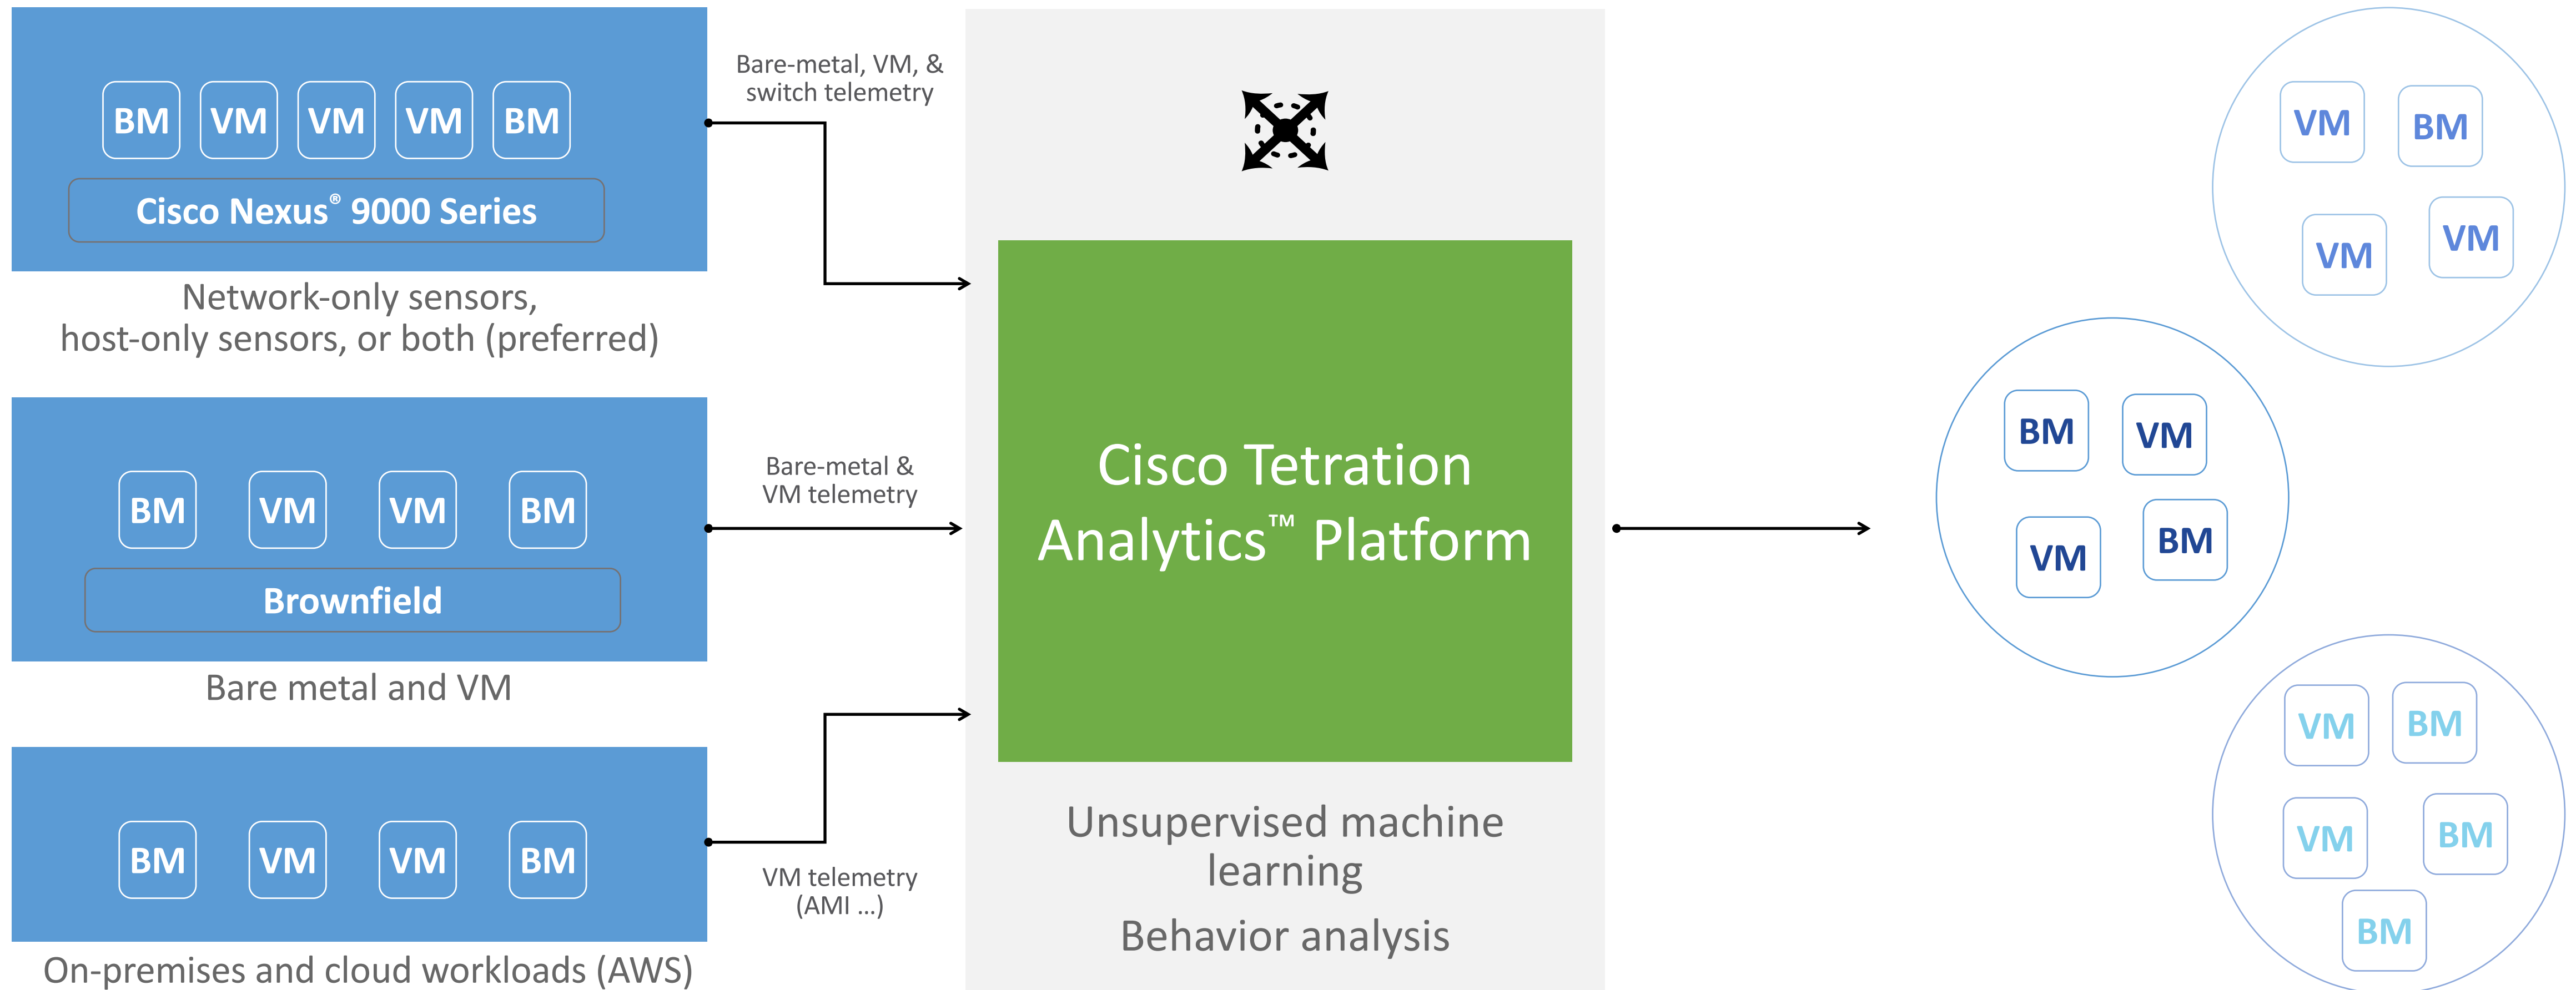 BM VM VM VM BM
Cisco Nexus® 9000 Series
Network-only sensors,
host-only sensors, or both (preferred)
BM VM VM BM
Brownfield
Bare metal and VM
BM VM VM BM
On-premises and cloud workloads (AWS)
Bare-metal, VM, &
switch telemetry
Bare-metal &
VM telemetry
VM telemetry
(AMI ...)
Cisco Tetration
Analytics™ Platform
Unsupervised machine
learning
Behavior analysis
VM BM
VM VM
BM VM
VM BM
VM BM
VM BM
BM